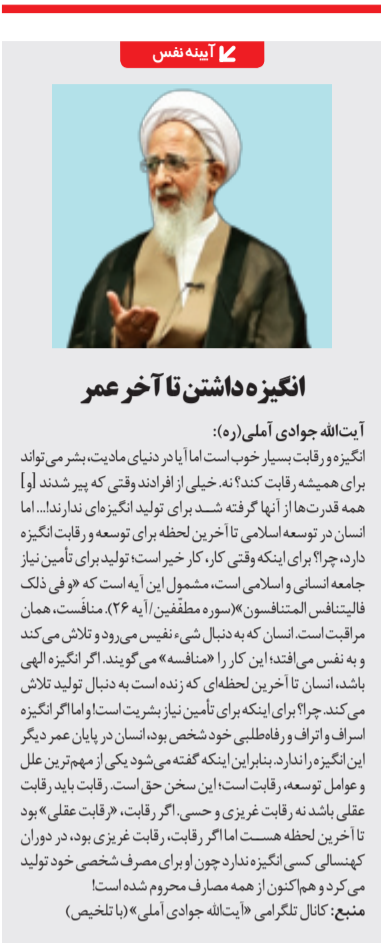 آیینه نفس
انگیزه داشتن تا آخر عمر
آیت‌الله جوادی آملی(ره):
انگیزه و رقابت بسیار خوب است اما آیا در دنیای مادیت، بشر می‌تواند
برای همیشه رقابت کند؟ نه. خیلی از افرادند وقتی که پیر شدند [و]
همه قدرت‌ها از آنها گرفته شــد برای تولید انگیزه‌ای ندارند!... اما
انسان در توسعه اسلامی تا آخرین لحظه برای توسعه و رقابت انگیزه
دارد، چرا؟ برای اینکه وقتی کار، کار خیر است؛ تولید برای تأمین نیاز
جامعه انسانی و اسلامی است، مشمول این آیه است که «و فی ذلک
فالیتنافس المتنافسون»(سوره مطفّفین/آیه ۲۶). منافَست، همان
مراقبت است. انسان که به دنبال شیء نفیس می‌رود و تلاش می‌کند
و به نفس می‌افتد؛ این کار را «منافسه» می‌گویند. اگر انگیزه الهی
باشد، انسان تا آخرین لحظه‌ای که زنده است به دنبال تولید تلاش
می‌کند. چرا؟ برای اینکه برای تأمین نیاز بشریت است! و اما اگر انگیزه
اسراف و اتراف و رفاه‌طلبی خود شخص بود، انسان در پایان عمر دیگر
این انگیزه را ندارد. بنابراین اینکه گفته می‌شود یکی از مهم‌ترین علل
و عوامل توسعه، رقابت است؛ این سخن حق است. رقابت باید رقابت
عقلی باشد نه رقابت غریزی و حسی. اگر رقابت، «رقابت عقلی» بود
تا آخرین لحظه هســت اما اگر رقابت، رقابت غریزی بود، در دوران
کهنسالی کسی انگیزه ندارد چون او برای مصرف شخصی خود تولید
می‌کرد و هم‌اکنون از همه مصارف محروم شده است!
منبع: کانال تلگرامی «آیت‌الله جوادی آملی» (با تلخیص)